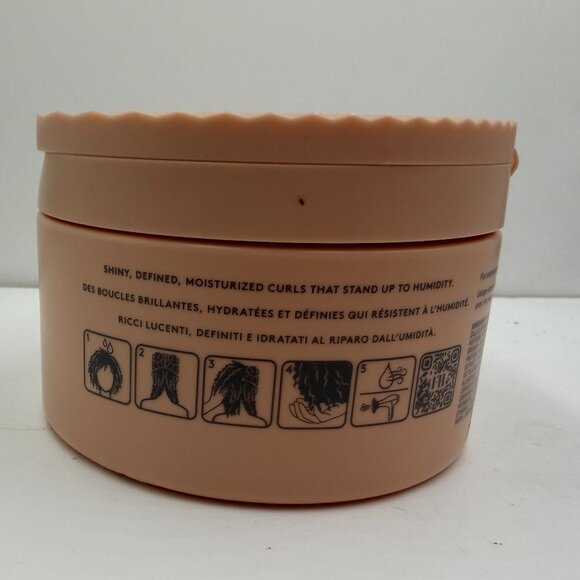 SHINY, DEFINED, MOISTURIZED CURLS THAT STAND UP TO HUMIDITY.
DES BOUCLES BRILLANTES, HYDRATÉES ET DÉFINIES QUI RÉSISTENT À L'HUMIDITÉ.
RICCI LUCENTI, DEFINITI E IDRATATI AL RIPARO DALL'UMIDITÀ.
1 2 3 4 5